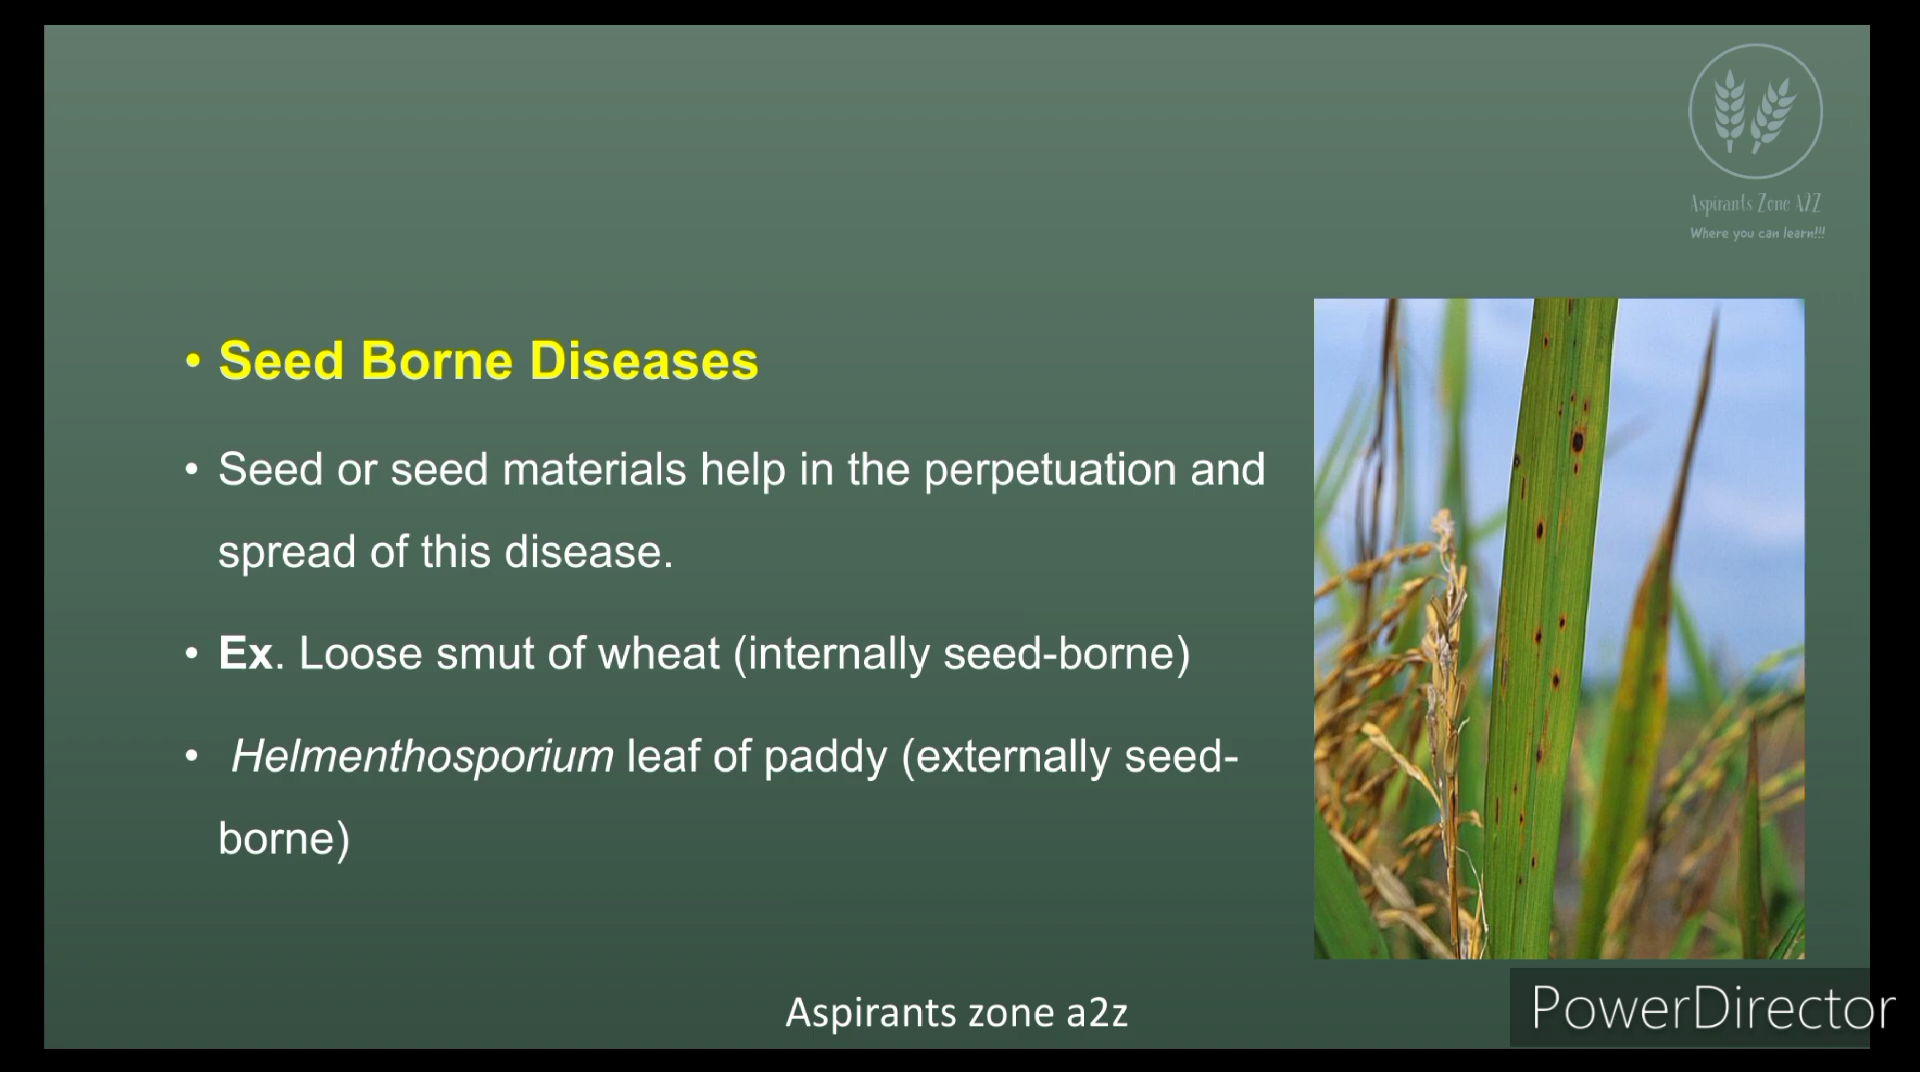 Aspirants Zone A2Z
Where you can learn!!!
• Seed Borne Diseases
• Seed or seed materials help in the perpetuation and
spread of this disease.
• Ex. Loose smut of wheat (internally seed-borne)
• Helmenthosporium leaf of paddy (externally seed-
borne)
Aspirants zone a2z
PowerDirector